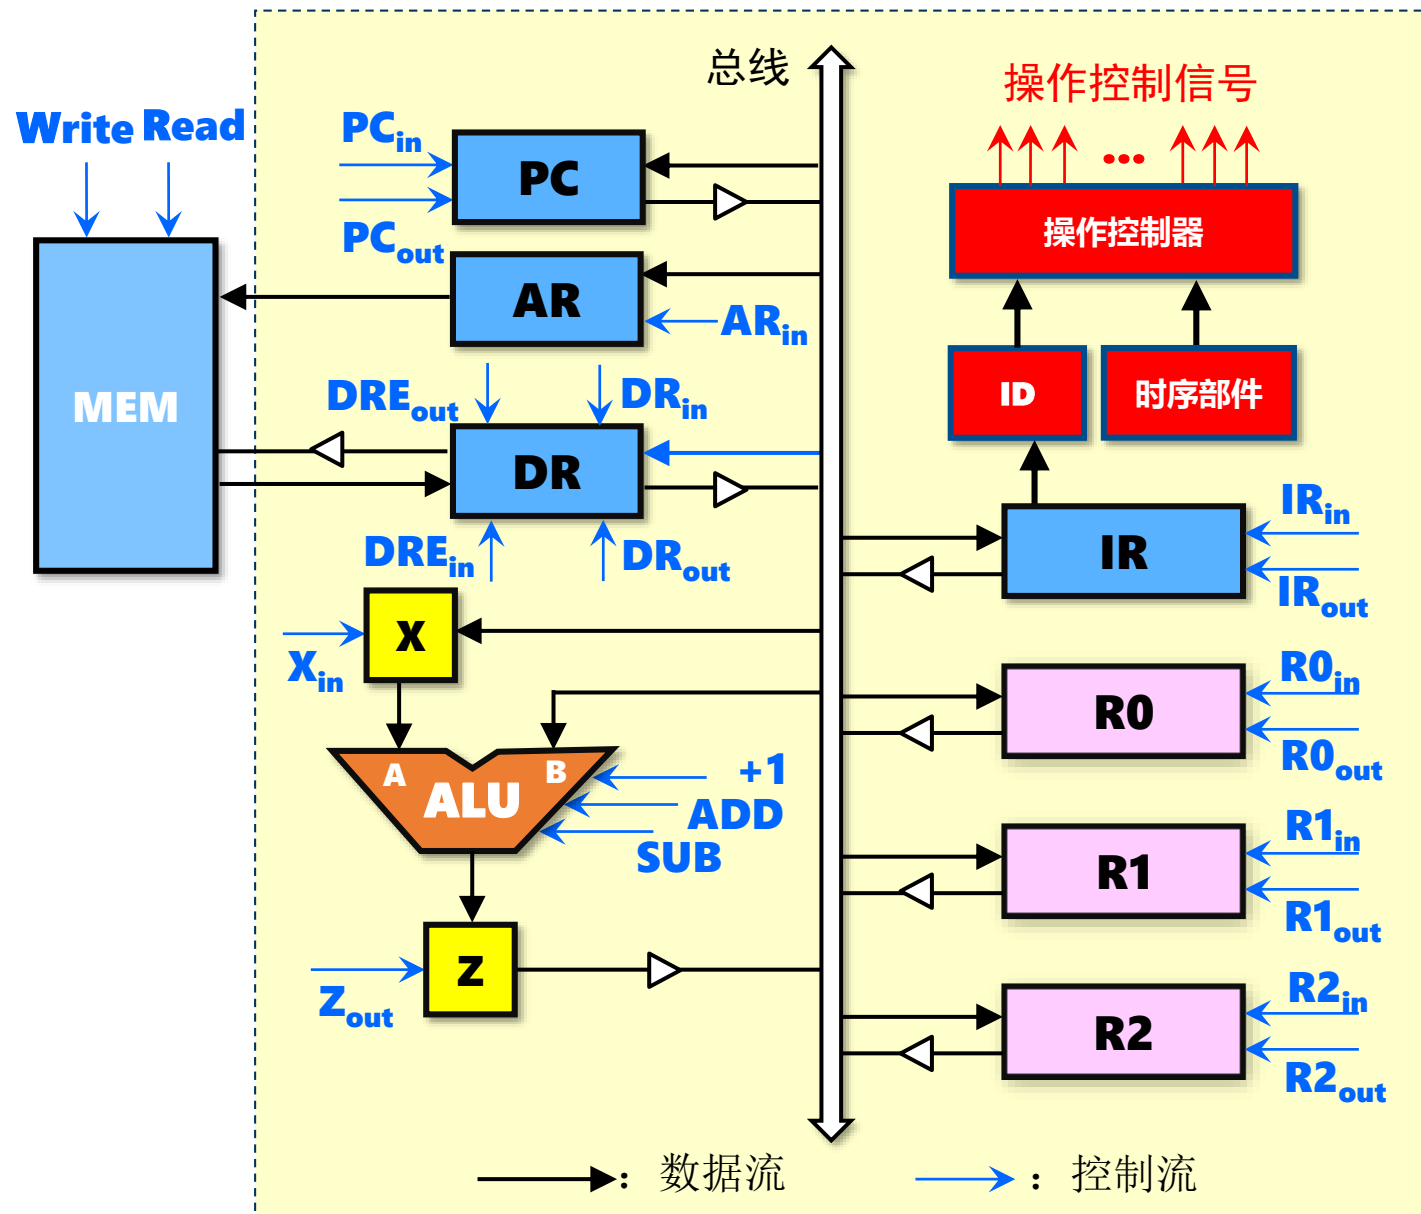 总线
操作控制信号
Write Read
PCin
PC
PCout
...
操作控制器
AR
ARin
MEM
DREout
DRin
DR
DREin
DRout
ID
时序部件
IRin
IR
IRout
X
Xin
R0in
R0
R0out
A
B
ALU
+1
ADD
SUB
R1in
R1
R1out
Z
Zout
R2in
R2
R2out
：数据流
：控制流